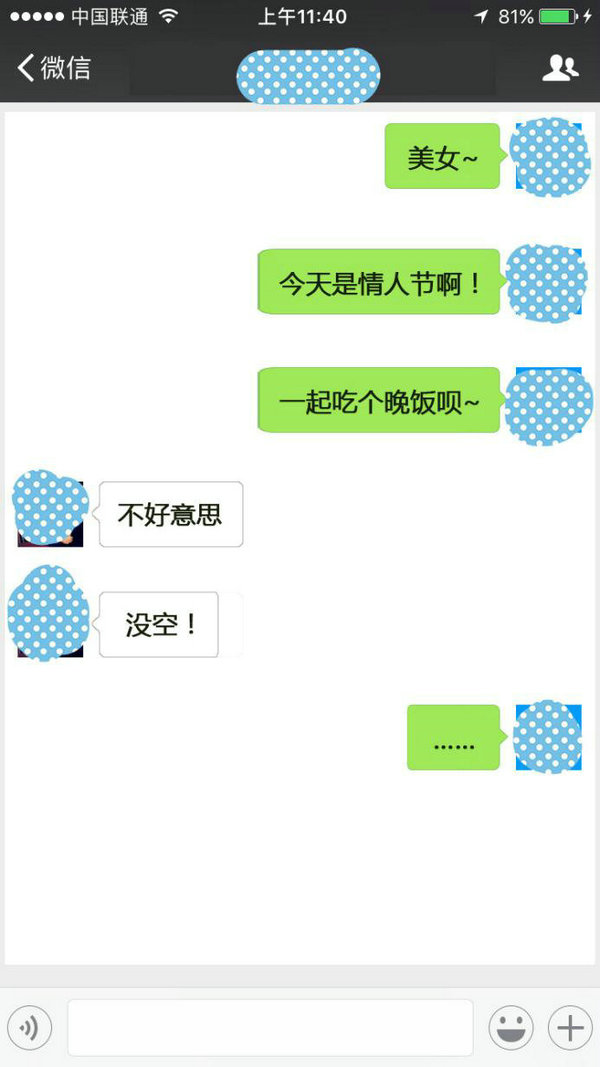 中国联通 上午11:40 81%
微信
美女~
今天是情人节啊！
一起吃个晚饭呗~
不好意思
没空！
……